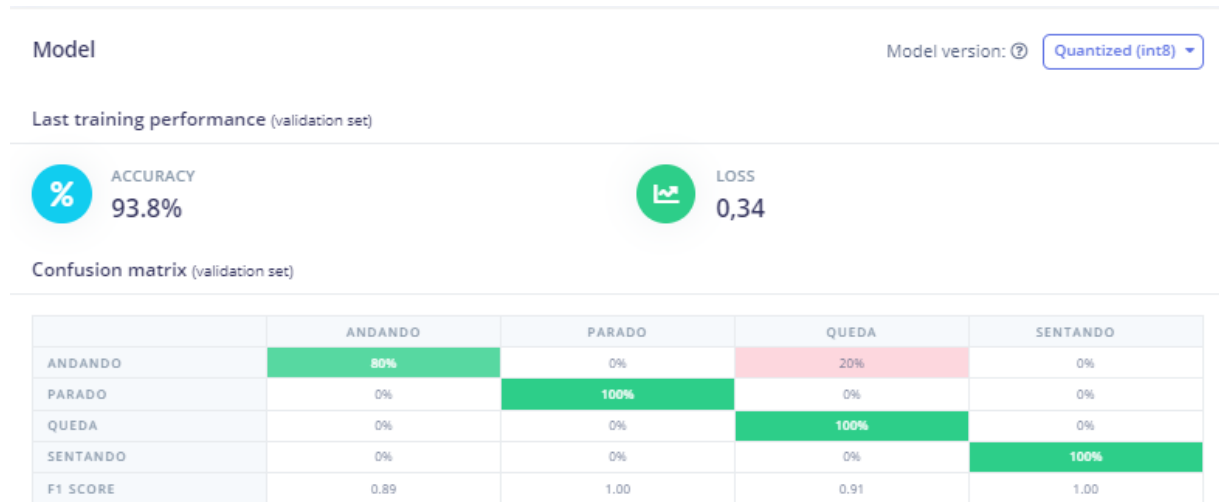 Model
Model version: Quantized (int8)
Last training performance (validation set)
% ACCURACY LOSS
93.8% 0,34
Confusion matrix (validation set)
ANDANDO PARADO QUEDA SENTANDO
ANDANDO 80% 0% 20% 0%
PARADO 0% 100% 0% 0%
QUEDA 0% 0% 100% 0%
SENTANDO 0% 0% 0% 100%
F1 SCORE 0.89 1.00 0.91 1.00